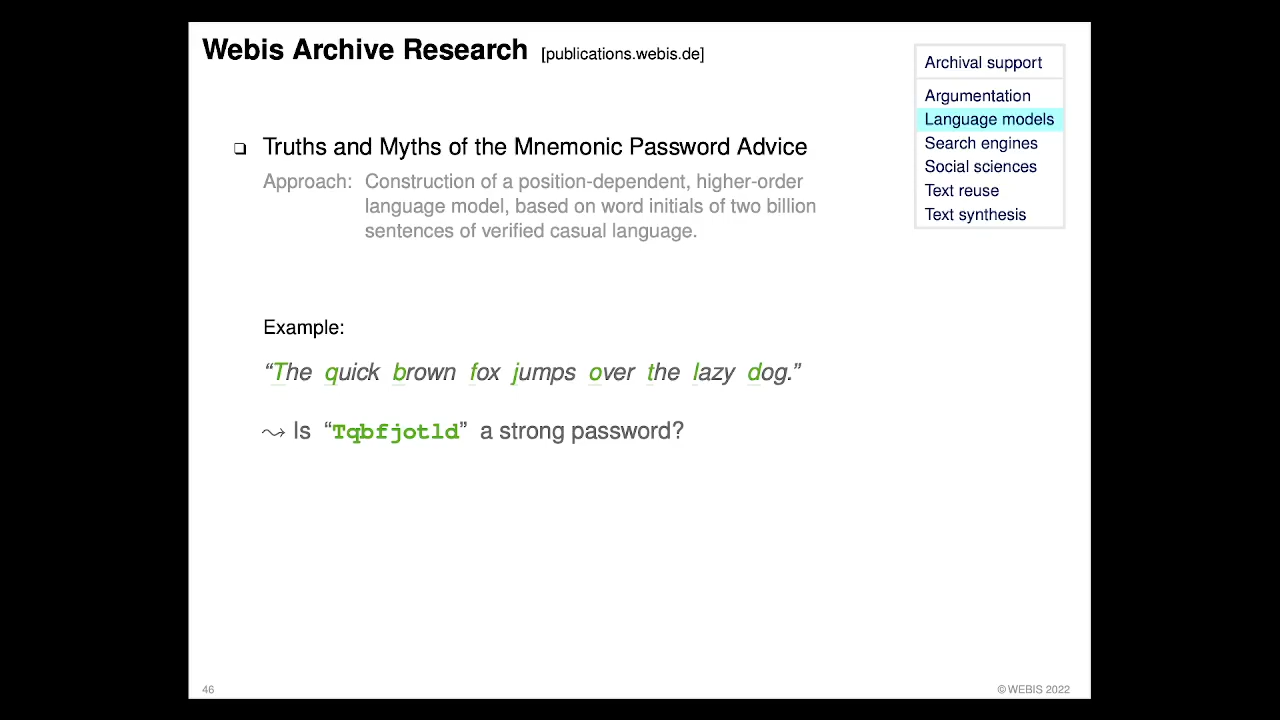 Webis Archive Research [publications.webis.de]
Archival support
Argumentation
Language models
Search engines
Social sciences
Text reuse
Text synthesis
❑ Truths and Myths of the Mnemonic Password Advice
Approach: Construction of a position-dependent, higher-order
language model, based on word initials of two billion
sentences of verified casual language.
Example:
“The quick brown fox jumps over the lazy dog.”
⤳ Is “Tqbfjotld” a strong password?
46
© WEBIS 2022